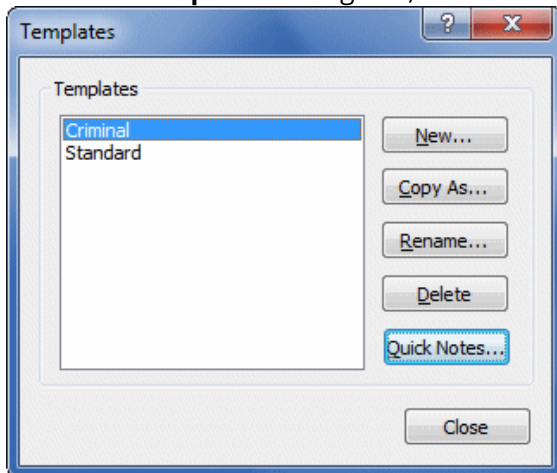 Templates
Templates
Criminal
Standard
New...
Copy As...
Rename...
Delete
Quick Notes...
Close